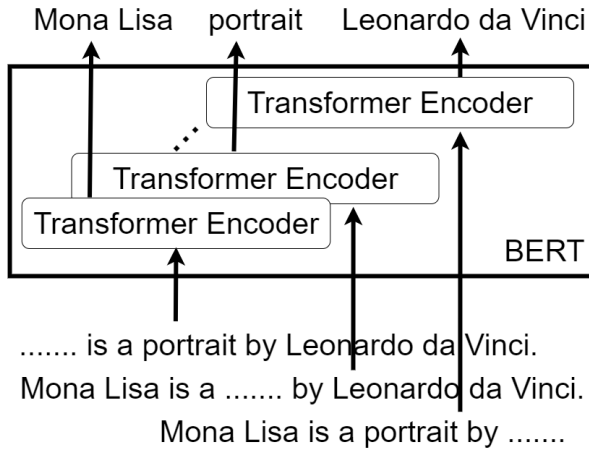 Mona Lisa portrait Leonardo da Vinci
Transformer Encoder
Transformer Encoder
Transformer Encoder
BERT
....... is a portrait by Leonardo da Vinci.
Mona Lisa is a ....... by Leonardo da Vinci.
Mona Lisa is a portrait by .......